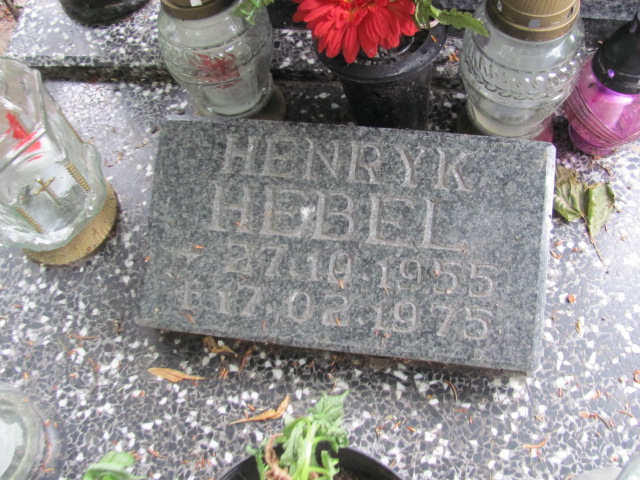 HENRYK
HEBEL
* 27.10.1955
† 17.02.1975